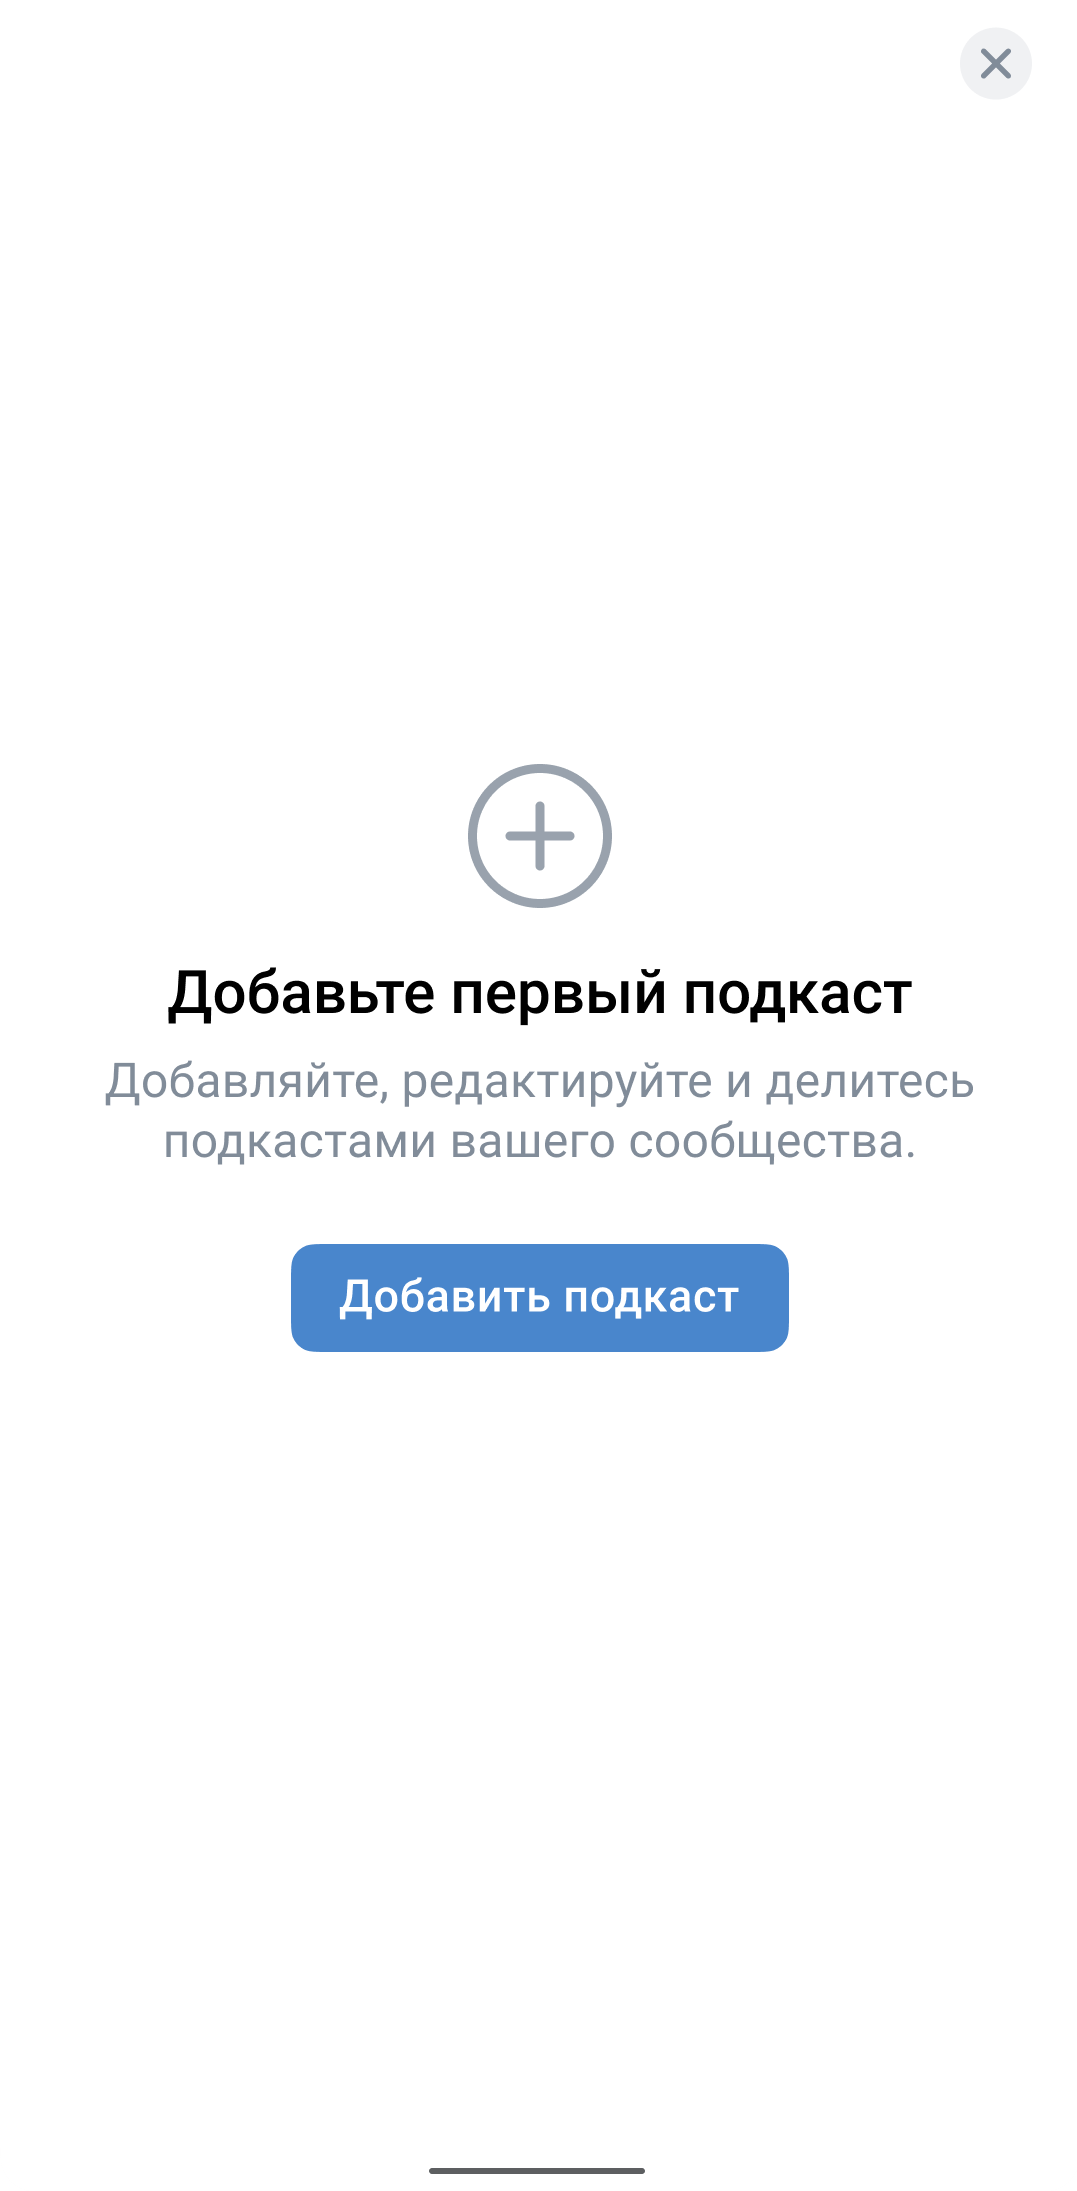 Добавьте первый подкаст
Добавляйте, редактируйте и делитесь
подкастами вашего сообщества.
Добавить подкаст